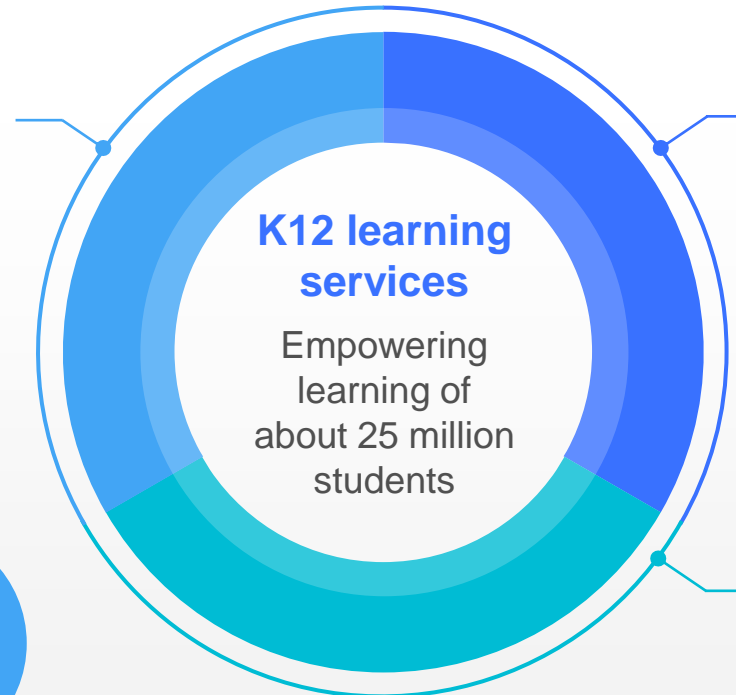 K12 learning
services
Empowering
learning of
about 25 million
students